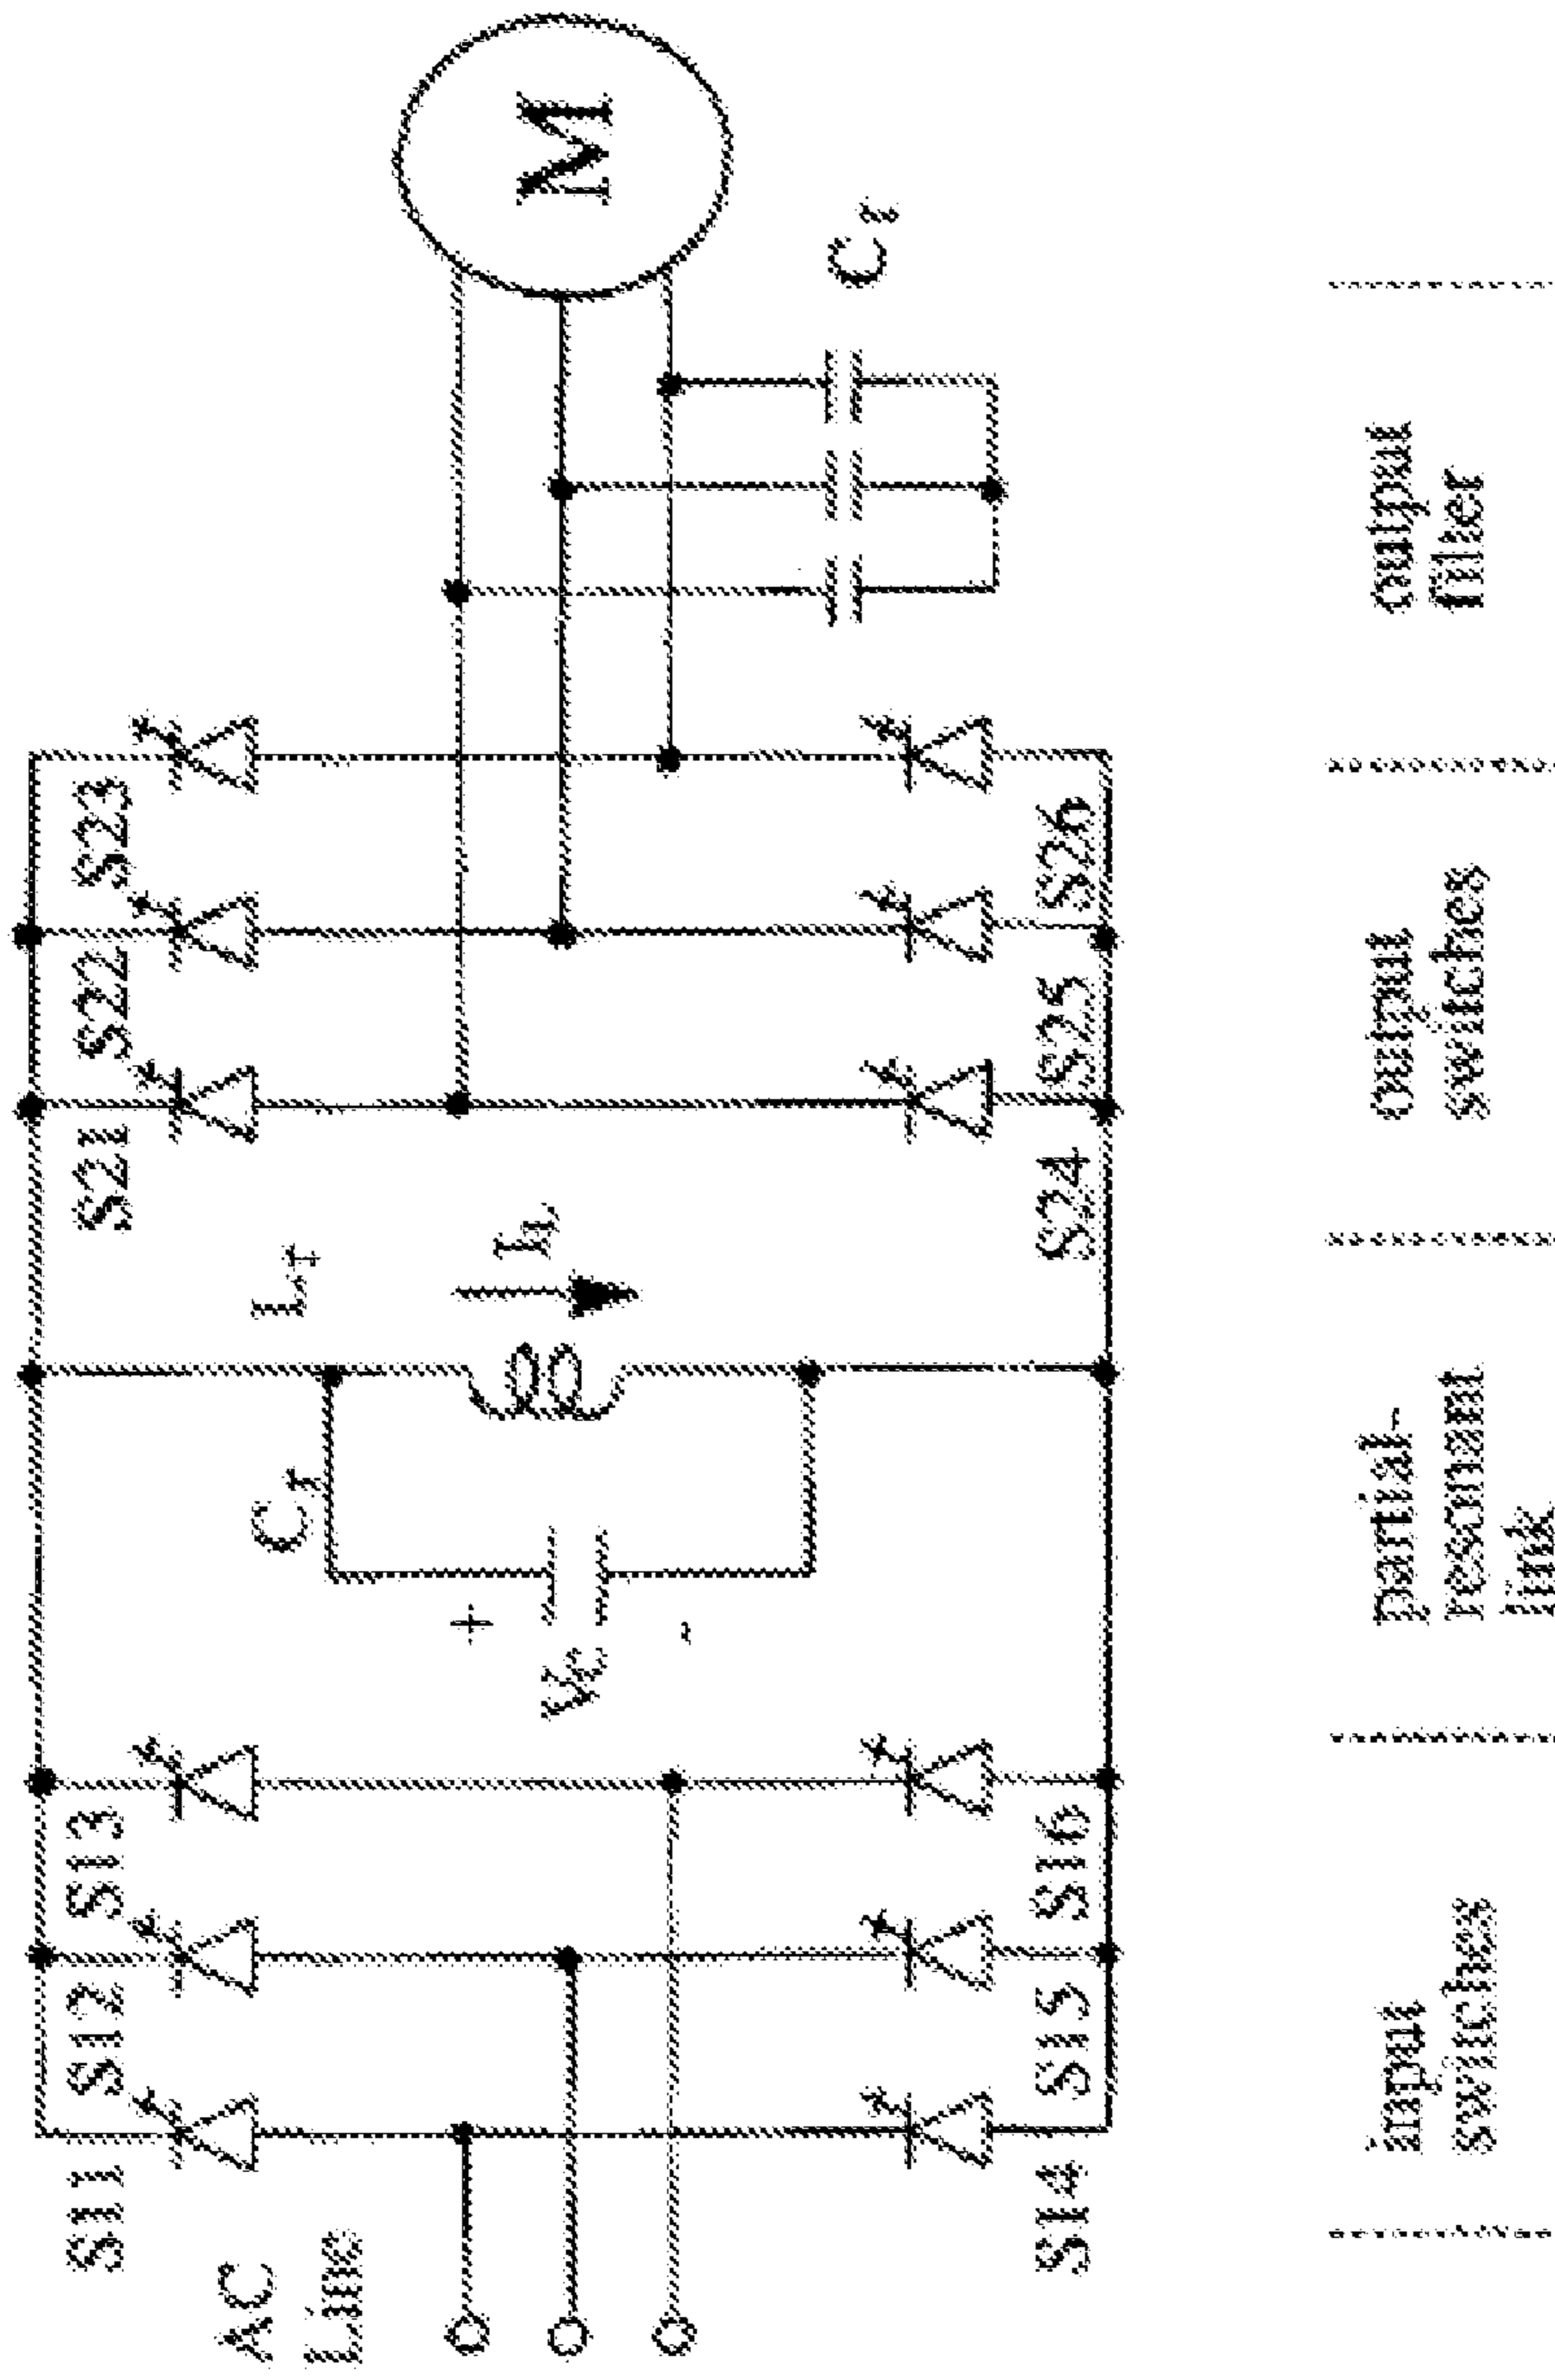 AC
Line
S11
S12
S13
S14
S15
S16
+
Vc
-
Cr
Lr
IL
S21
S22
S23
S24
S25
S26
M
Cf
input
switches
partial-
resonant
link
output
switches
output
filter